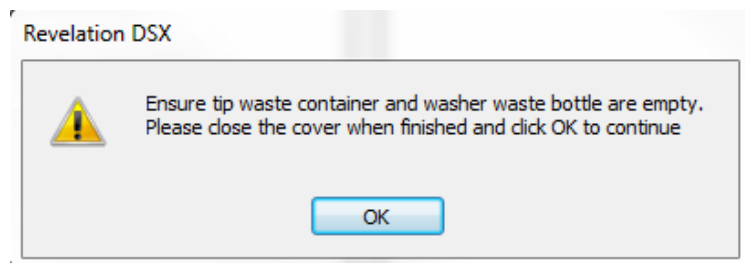 Revelation DSX
Ensure tip waste container and washer waste bottle are empty.
Please close the cover when finished and click OK to continue
OK